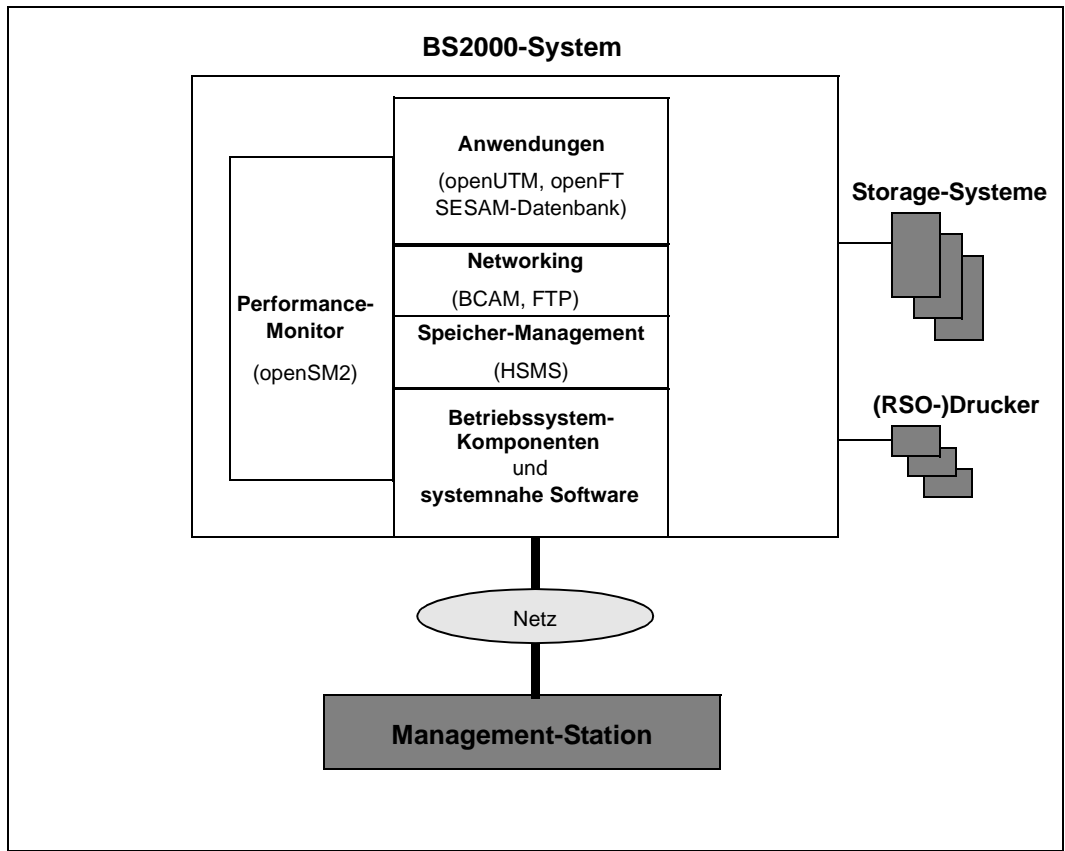 BS2000-System
Anwendungen
(openUTM, openFT
SESAM-Datenbank)
Networking
(BCAM, FTP)
Speicher-Management
(HSMS)
Betriebssystem-
Komponenten
und
systemnahe Software
Performance-
Monitor
(openSM2)
Storage-Systeme
(RSO-)Drucker
Netz
Management-Station